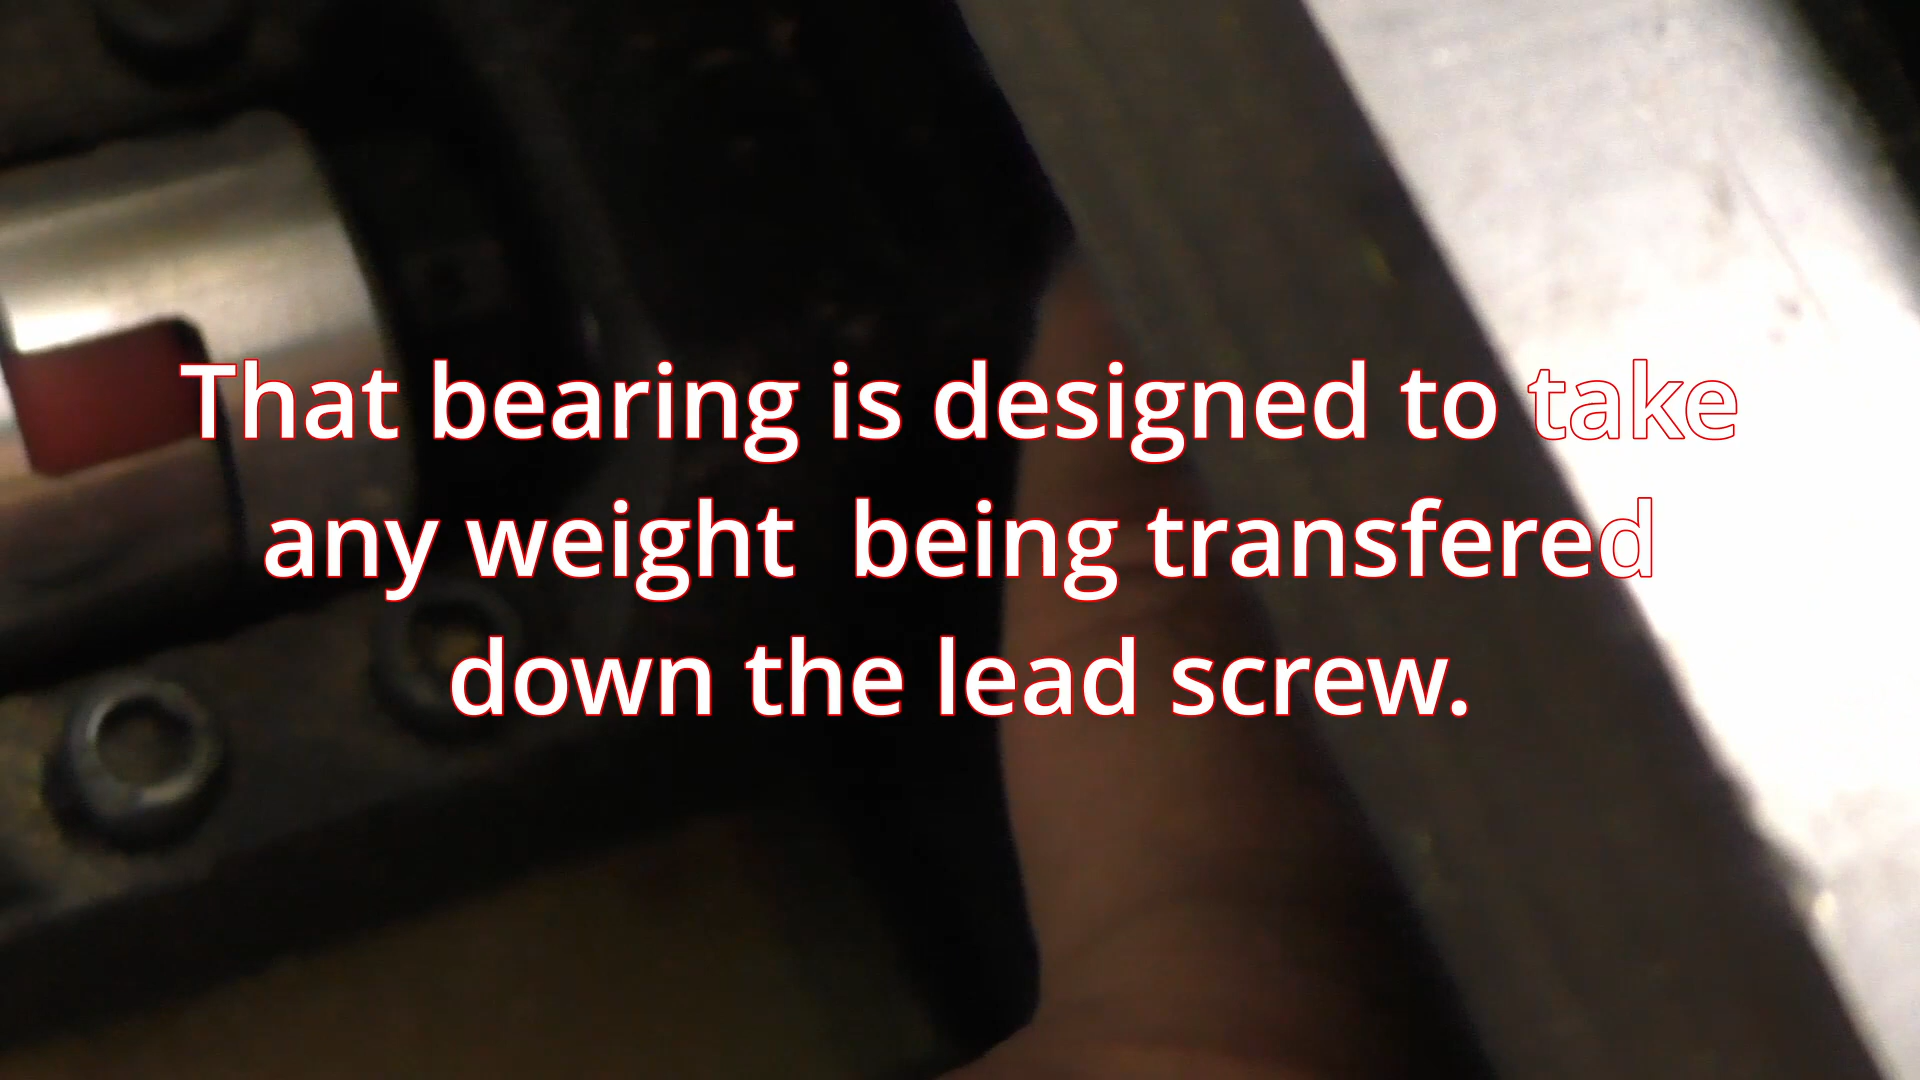 That bearing is designed to take
any weight  being transfered
down the lead screw.